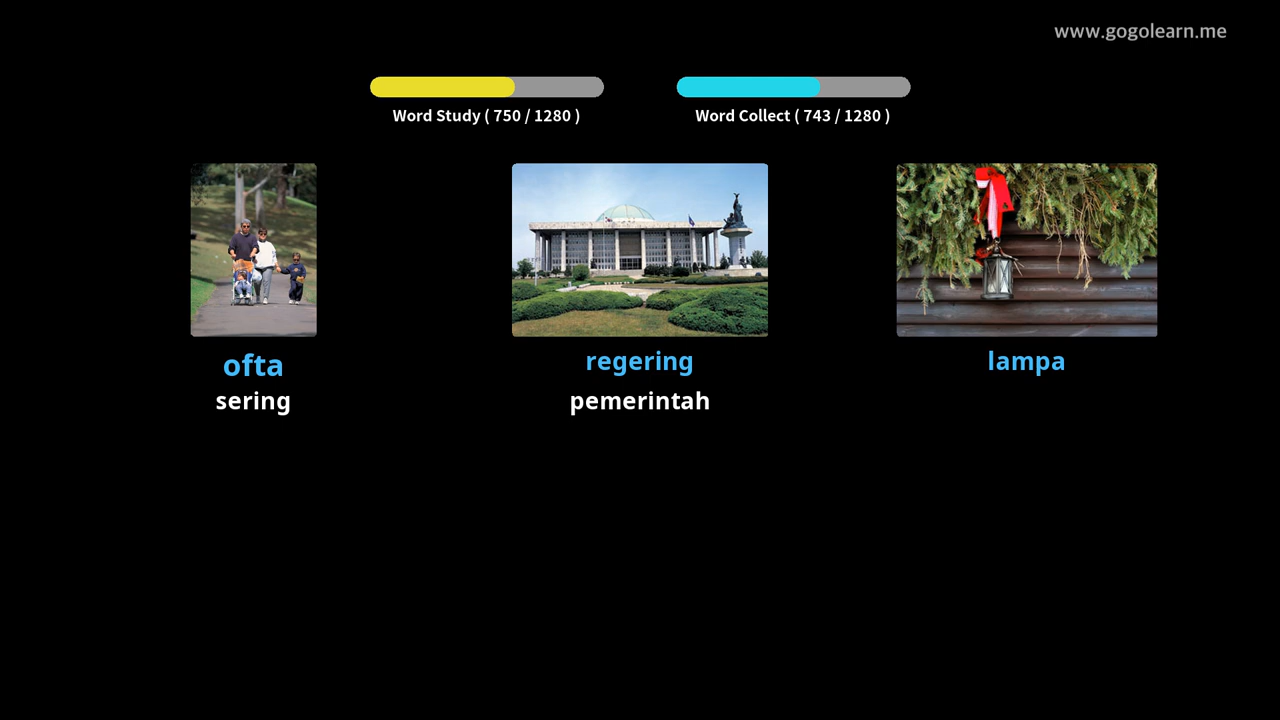 www.gogolearn.me
Word Study ( 750 / 1280 )
Word Collect ( 743 / 1280 )
ofta
sering
regering
pemerintah
lampa